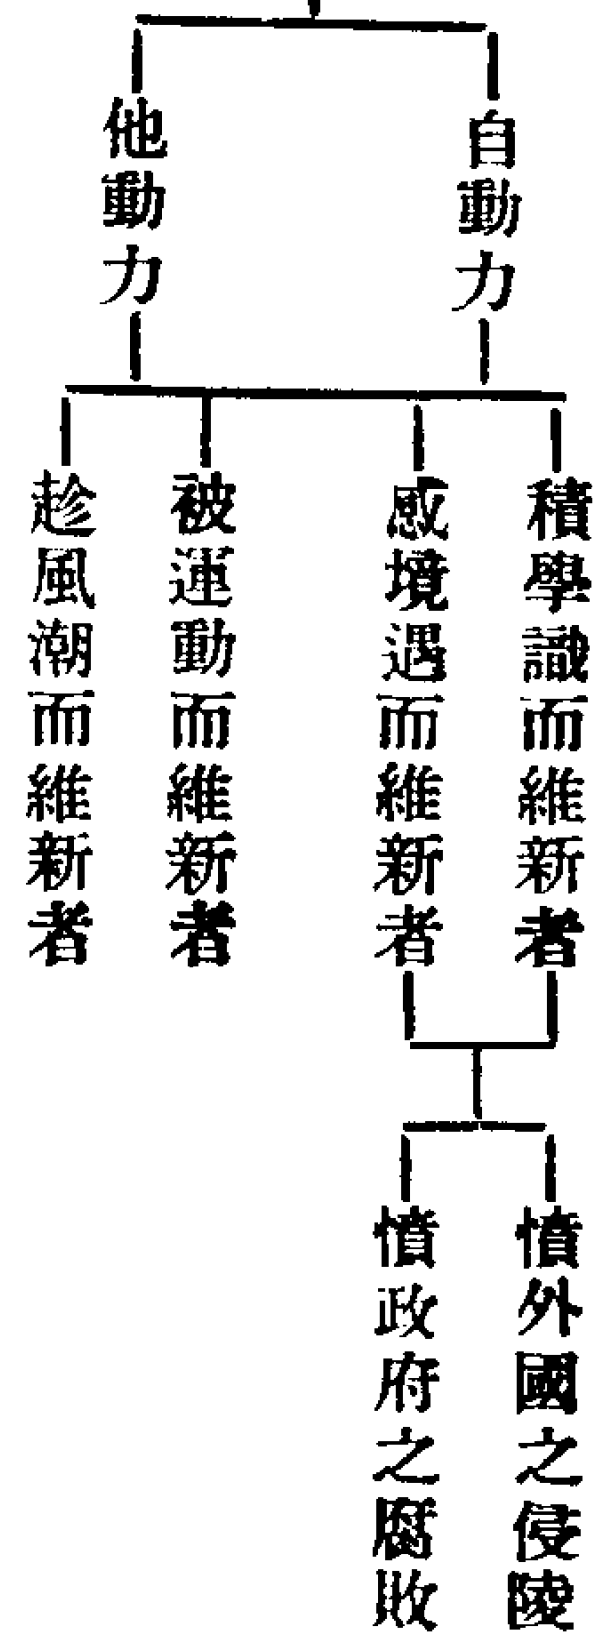 自動力
他動力
積學識而維新者
感境遇而維新者
被運動而維新者
趁風潮而維新者
憤外國之侵陵
憤政府之腐敗